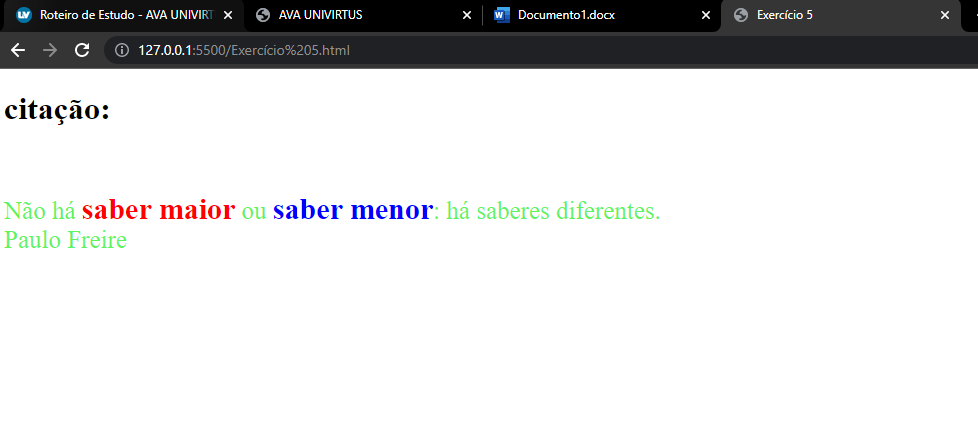 Roteiro de Estudo - AVA UNIVIRT
AVA UNIVIRTUS
Documento1.docx
Exercício 5
127.0.0.1:5500/Exercício%205.html
citação:
Não há saber maior ou saber menor: há saberes diferentes.
Paulo Freire